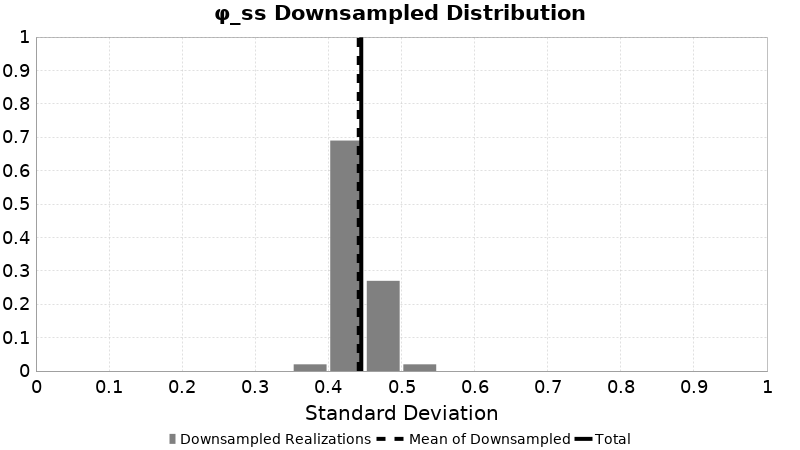 φ_ss Downsampled Distribution
1
0.9
0.8
0.7
0.6
0.5
0.4
0.3
0.2
0.1
0
0 0.1 0.2 0.3 0.4 0.5 0.6 0.7 0.8 0.9 1
Standard Deviation
Downsampled Realizations Mean of Downsampled Total